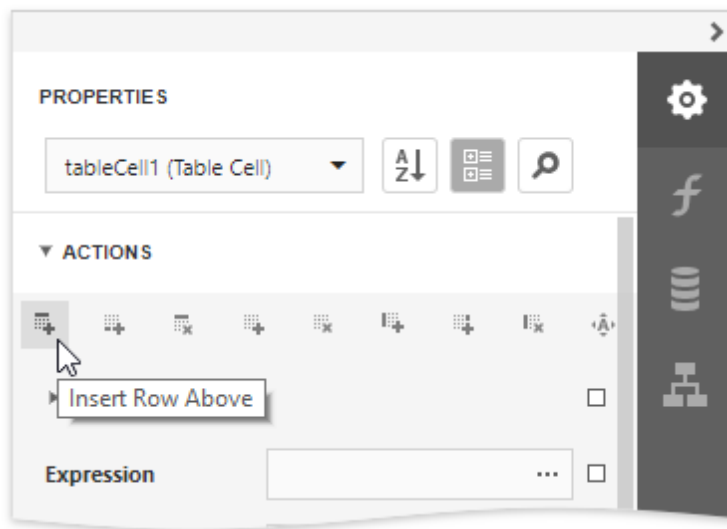 PROPERTIES
tableCell1 (Table Cell)
ACTIONS
Insert Row Above
Expression